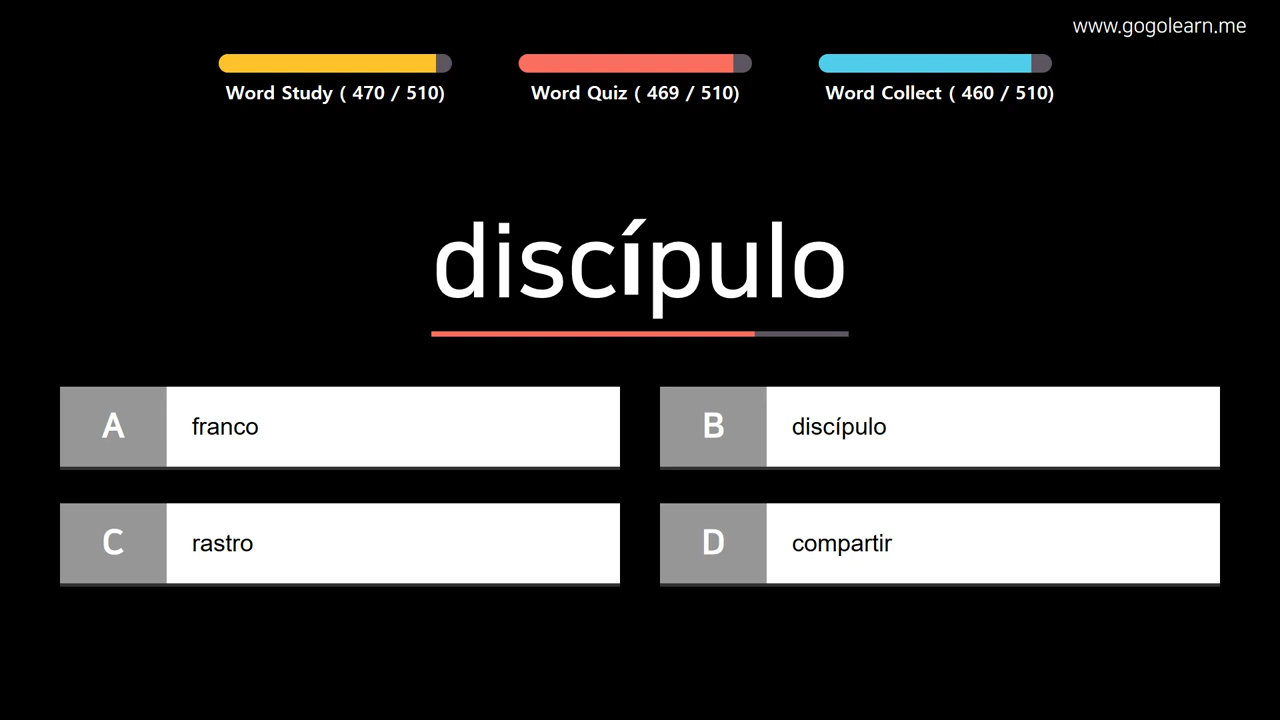 www.gogolearn.me
Word Study ( 470 / 510)
Word Quiz ( 469 / 510)
Word Collect ( 460 / 510)
discípulo
A franco
B discípulo
C rastro
D compartir